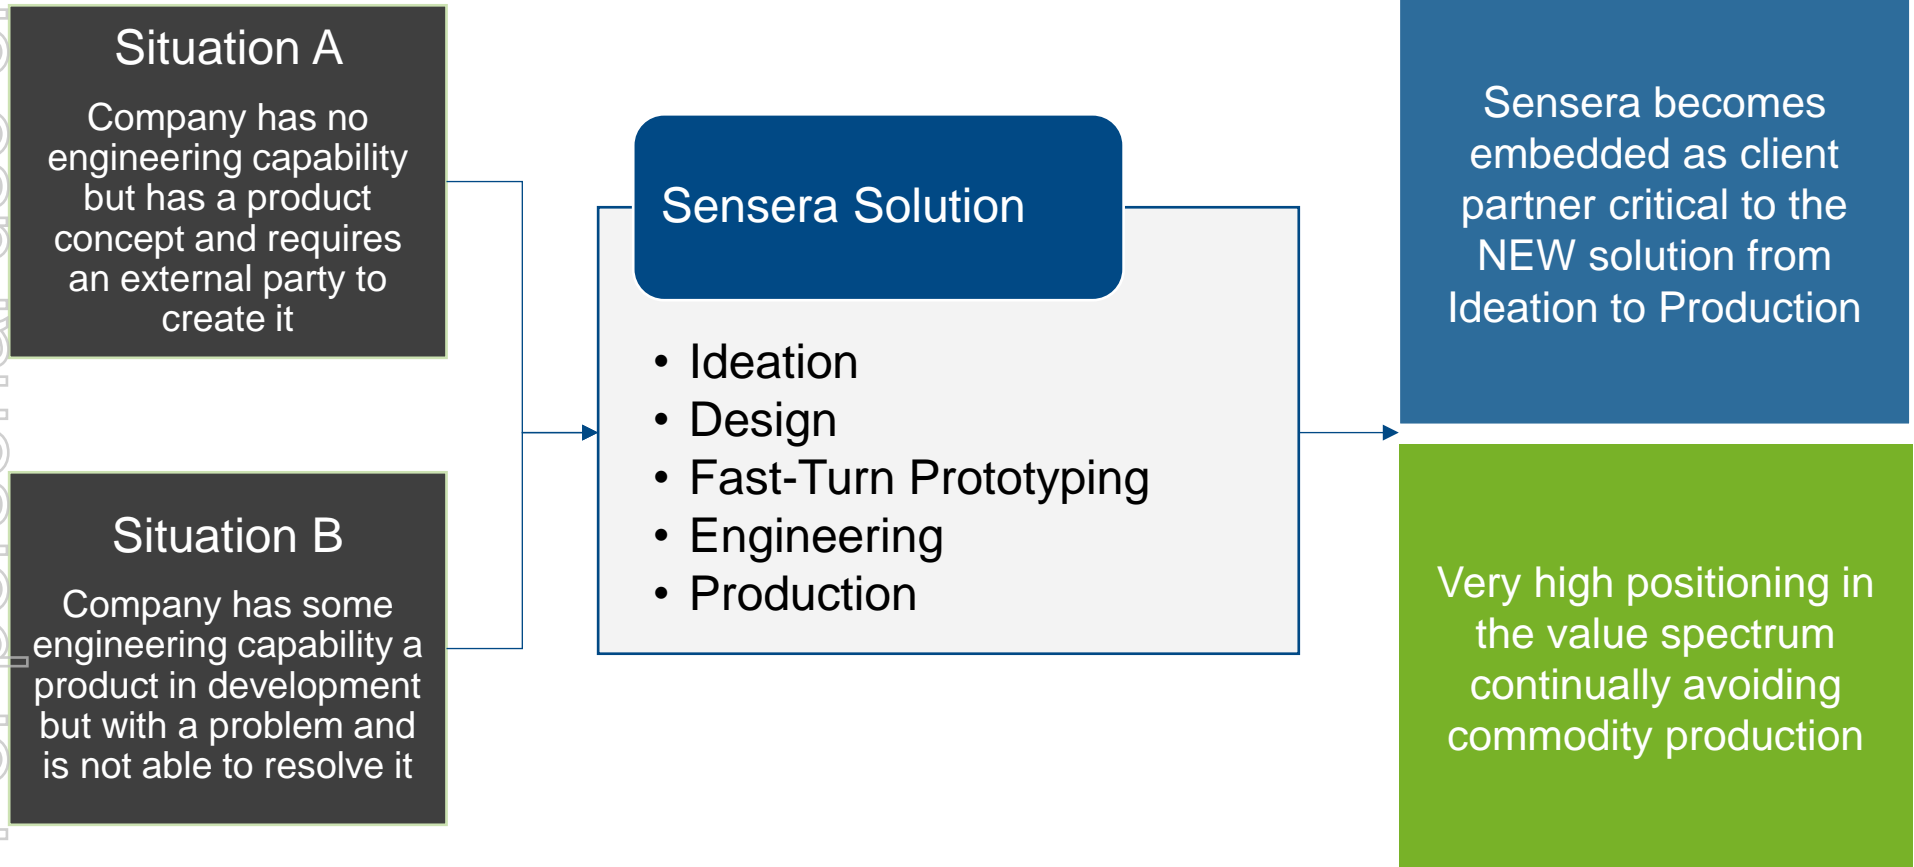 Situation A
Company has no
engineering capability
but has a product
concept and requires
an external party to
create it
Situation B
Company has some
engineering capability a
product in development
but with a problem and
is not able to resolve it
Sensera Solution
• Ideation
• Design
• Fast-Turn Prototyping
• Engineering
• Production
Sensera becomes
embedded as client
partner critical to the
NEW solution from
Ideation to Production
Very high positioning in
the value spectrum
continually avoiding
commodity production